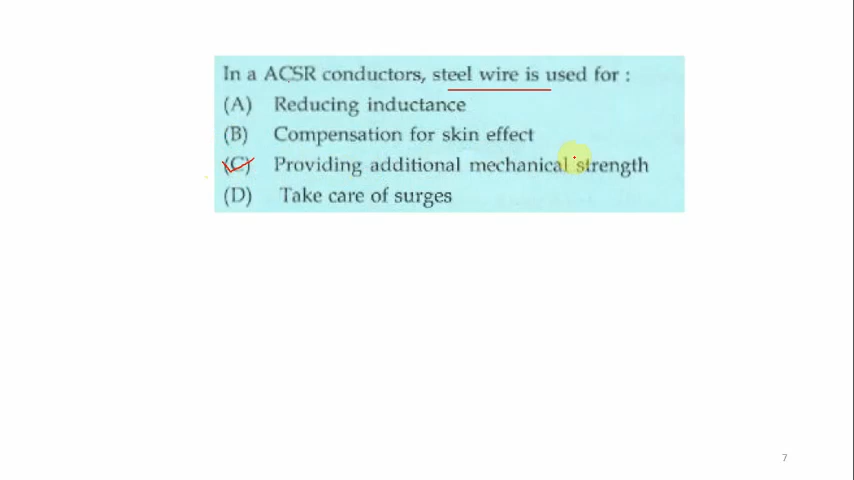 In a ACSR conductors, steel wire is used for :
(A) Reducing inductance
(B) Compensation for skin effect
(C) Providing additional mechanical strength
(D) Take care of surges
7